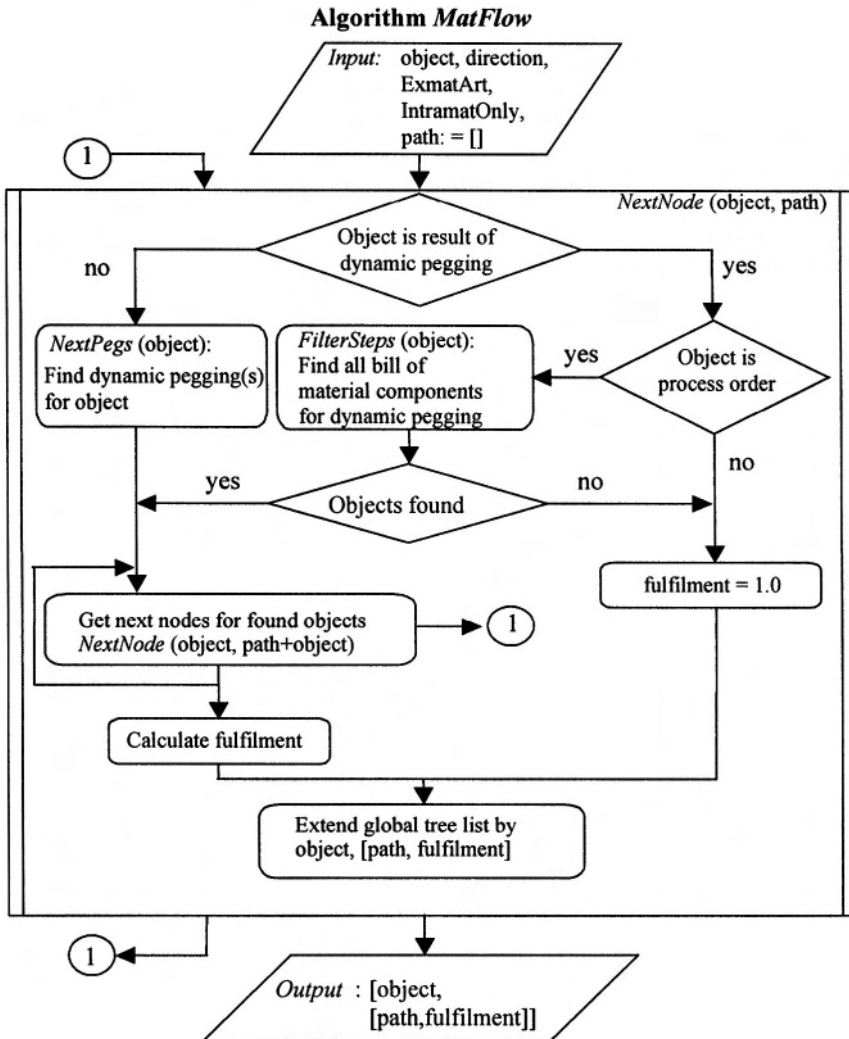 Algorithm MatFlow
Input: object, direction,
ExmatArt,
IntramatOnly,
path: = []
1
NextNode (object, path)
Object is result of
dynamic pegging
no
yes
NextPegs (object):
Find dynamic pegging(s)
for object
FilterSteps (object):
Find all bill of
material components
for dynamic pegging
yes
Object is
process order
no
yes
Objects found
no
fulfilment = 1.0
Get next nodes for found objects
NextNode (object, path+object)
1
Calculate fulfilment
Extend global tree list by
object, [path, fulfilment]
1
Output : [object,
[path,fulfilment]]